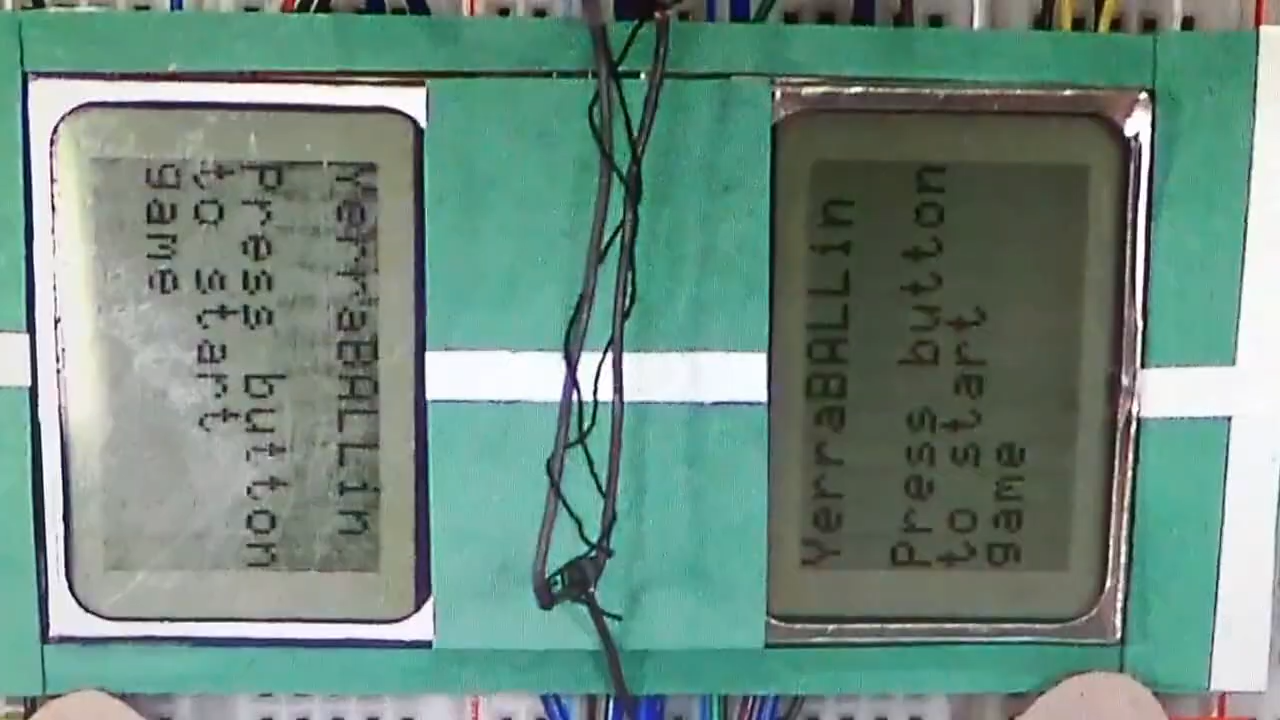 YerraBALLin
Press button
to start
game
YerraBALLin
Press button
to start
game